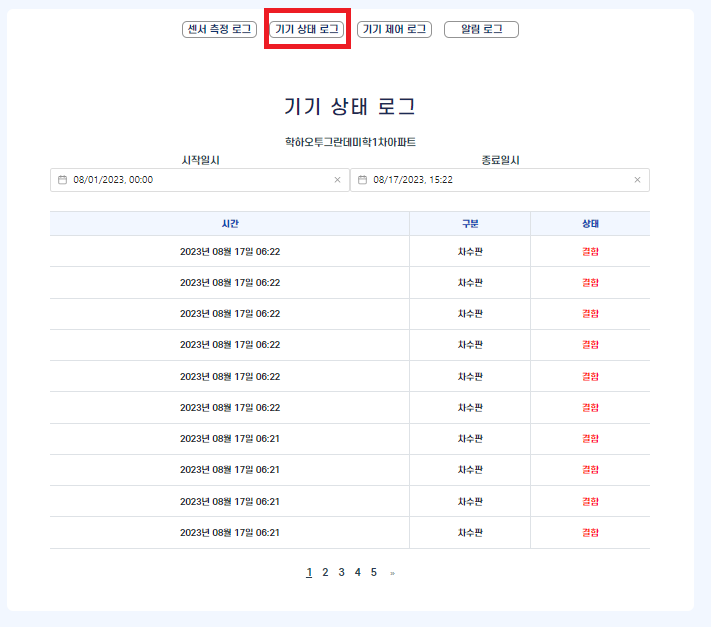 센서 측정 로그 기기 상태 로그 기기 제어 로그 알림 로그
기기 상태 로그
학하오투그란데미학1차아파트
시작일시 종료일시
08/01/2023, 00:00 × 08/17/2023, 15:22 ×
시간 구분 상태
2023년 08월 17일 06:22 차수판 결함
2023년 08월 17일 06:22 차수판 결함
2023년 08월 17일 06:22 차수판 결함
2023년 08월 17일 06:22 차수판 결함
2023년 08월 17일 06:22 차수판 결함
2023년 08월 17일 06:22 차수판 결함
2023년 08월 17일 06:21 차수판 결함
2023년 08월 17일 06:21 차수판 결함
2023년 08월 17일 06:21 차수판 결함
2023년 08월 17일 06:21 차수판 결함
1 2 3 4 5 »